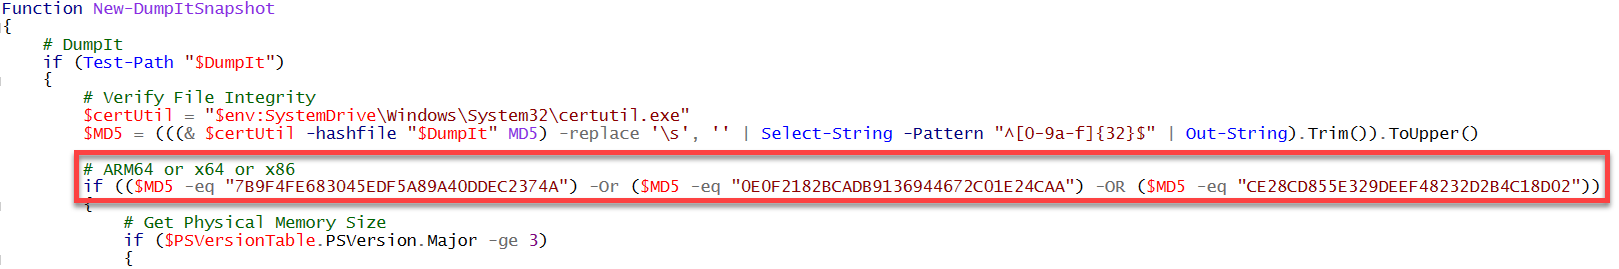 Function New-DumpItSnapshot
{
# DumpIt
if (Test-Path "$DumpIt")
{
# Verify File Integrity
$certUtil = "$env:SystemDrive\Windows\System32\certutil.exe"
$MD5 = (((& $certUtil -hashfile "$DumpIt" MD5) -replace '\s', '' | Select-String -Pattern "^[0-9a-f]{32}$" | Out-String).Trim()).ToUpper()
# ARM64 or x64 or x86
if (($MD5 -eq "7B9F4FE683045EDF5A89A40DDEC2374A") -Or ($MD5 -eq "0E0F2182BCADB9136944672C01E24CAA") -OR ($MD5 -eq "CE28CD855E329DEEF48232D2B4C18D02"))
{
# Get Physical Memory Size
if ($PSVersionTable.PSVersion.Major -ge 3)
{